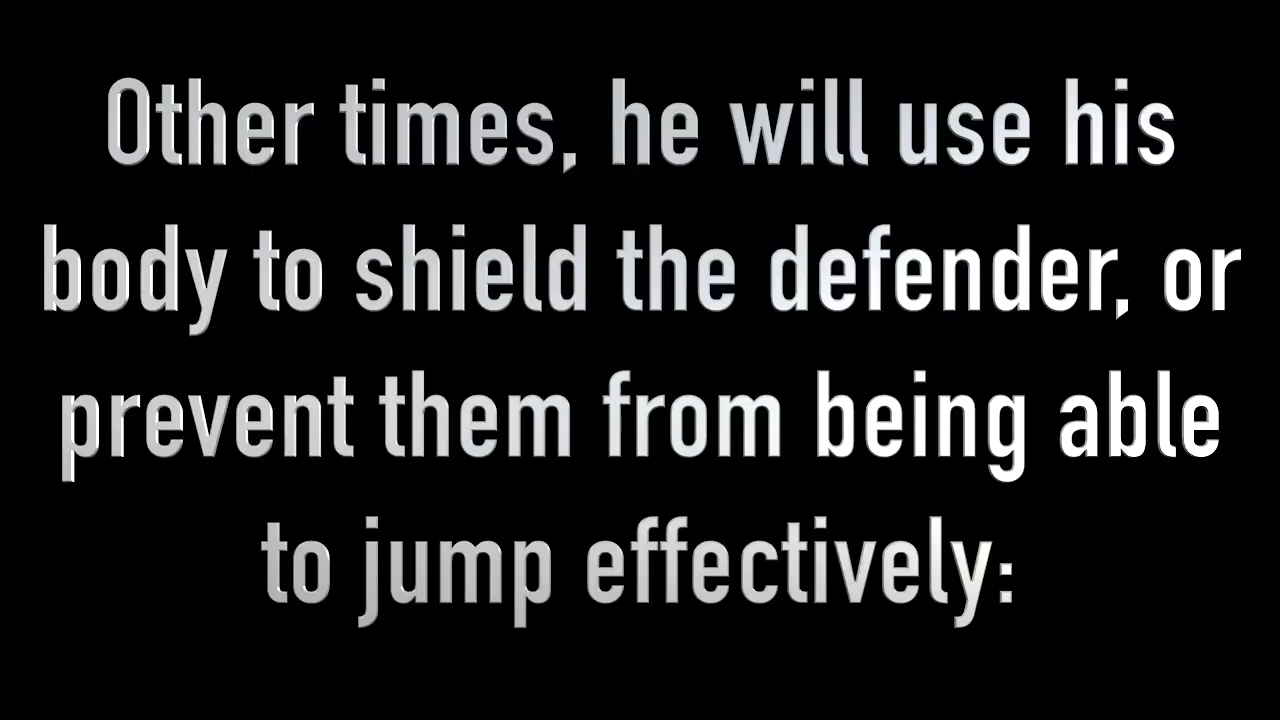 Other times, he will use his
body to shield the defender, or
prevent them from being able
to jump effectively: